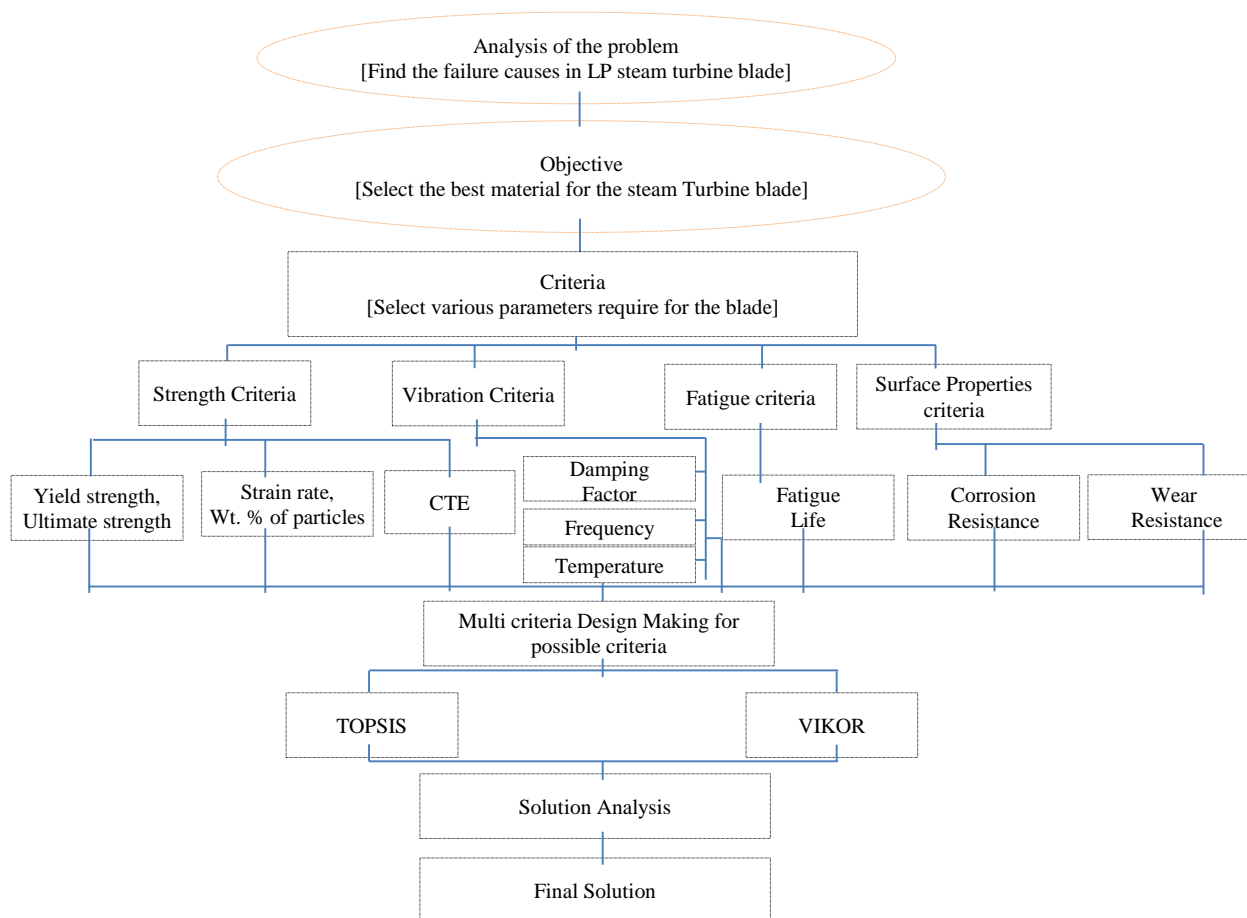 Analysis of the problem
[Find the failure causes in LP steam turbine blade]
Objective
[Select the best material for the steam Turbine blade]
Criteria
[Select various parameters require for the blade]
Strength Criteria
Vibration Criteria
Fatigue criteria
Surface Properties
criteria
Yield strength,
Ultimate strength
Strain rate,
Wt. % of particles
CTE
Damping
Factor
Frequency
Temperature
Fatigue
Life
Corrosion
Resistance
Wear
Resistance
Multi criteria Design Making for
possible criteria
TOPSIS
VIKOR
Solution Analysis
Final Solution